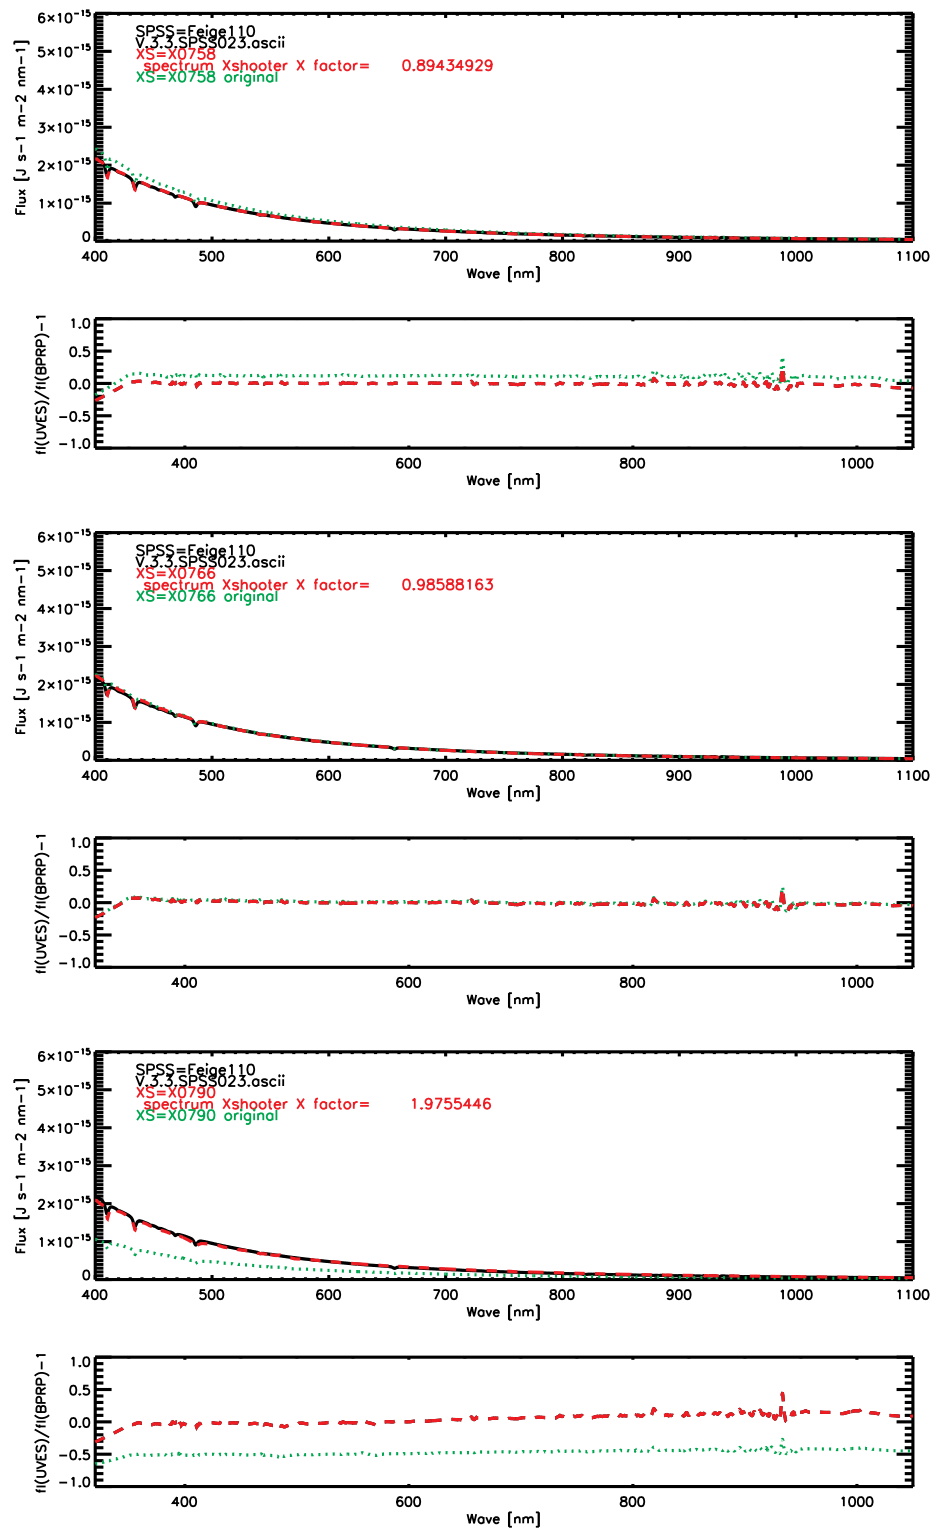 6×10⁻¹⁵
5×10⁻¹⁵
4×10⁻¹⁵
3×10⁻¹⁵
2×10⁻¹⁵
1×10⁻¹⁵
0
Flux [J s−1 m−2 nm−1]
SPSS=Feige110
V.3.3.SPSS023.ascii
XS=X0758
spectrum Xshooter X factor= 0.89434929
XS=X0758 original
400 500 600 700 800 900 1000 1100
Wave [nm]
1.0
0.5
0.0
−0.5
−1.0
fl(UVES)/fl(BPRP)−1
400 600 800 1000
Wave [nm]
6×10⁻¹⁵
5×10⁻¹⁵
4×10⁻¹⁵
3×10⁻¹⁵
2×10⁻¹⁵
1×10⁻¹⁵
0
Flux [J s−1 m−2 nm−1]
SPSS=Feige110
V.3.3.SPSS023.ascii
XS=X0766
spectrum Xshooter X factor= 0.98588163
XS=X0766 original
400 500 600 700 800 900 1000 1100
Wave [nm]
1.0
0.5
0.0
−0.5
−1.0
fl(UVES)/fl(BPRP)−1
400 600 800 1000
Wave [nm]
6×10⁻¹⁵
5×10⁻¹⁵
4×10⁻¹⁵
3×10⁻¹⁵
2×10⁻¹⁵
1×10⁻¹⁵
0
Flux [J s−1 m−2 nm−1]
SPSS=Feige110
V.3.3.SPSS023.ascii
XS=X0790
spectrum Xshooter X factor= 1.9755446
XS=X0790 original
400 500 600 700 800 900 1000 1100
Wave [nm]
1.0
0.5
0.0
−0.5
−1.0
fl(UVES)/fl(BPRP)−1
400 600 800 1000
Wave [nm]